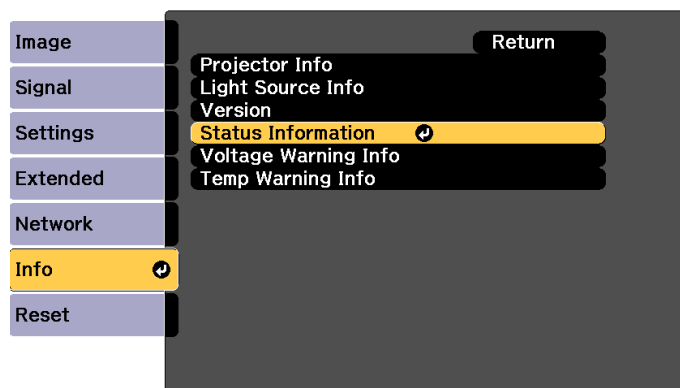 Image
Signal
Settings
Extended
Network
Info
Reset
Return
Projector Info
Light Source Info
Version
Status Information
Voltage Warning Info
Temp Warning Info